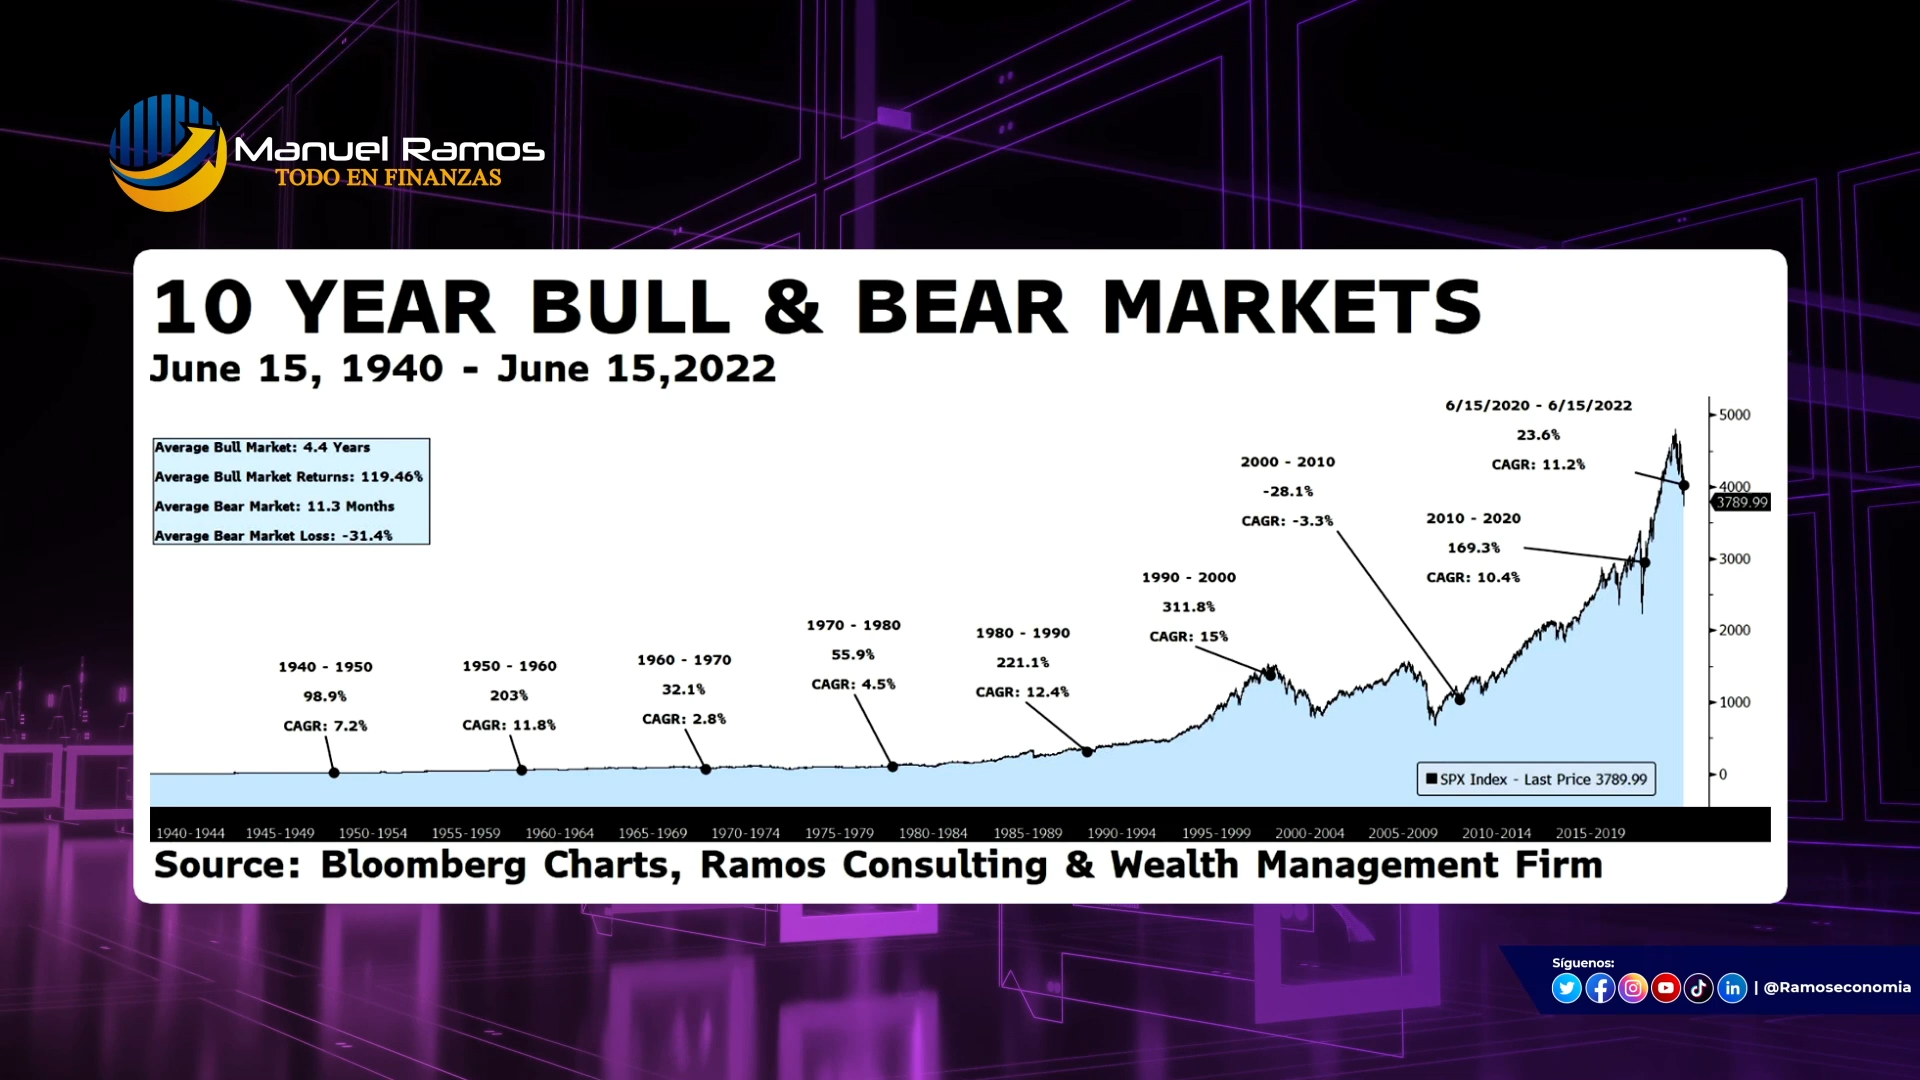 Manuel Ramos
TODO EN FINANZAS
10 YEAR BULL & BEAR MARKETS
June 15, 1940 - June 15,2022
Average Bull Market: 4.4 Years
Average Bull Market Returns: 119.46%
Average Bear Market: 11.3 Months
Average Bear Market Loss: -31.4%
1940 - 1950
98.9%
CAGR: 7.2%
1950 - 1960
203%
CAGR: 11.8%
1960 - 1970
32.1%
CAGR: 2.8%
1970 - 1980
55.9%
CAGR: 4.5%
1980 - 1990
221.1%
CAGR: 12.4%
1990 - 2000
311.8%
CAGR: 15%
2000 - 2010
-28.1%
CAGR: -3.3%
2010 - 2020
169.3%
CAGR: 10.4%
6/15/2020 - 6/15/2022
23.6%
CAGR: 11.2%
5000
4000
3789.99
3000
2000
1000
0
SPX Index - Last Price 3789.99
1940-1944 1945-1949 1950-1954 1955-1959 1960-1964 1965-1969 1970-1974 1975-1979 1980-1984 1985-1989 1990-1994 1995-1999 2000-2004 2005-2009 2010-2014 2015-2019
Source: Bloomberg Charts, Ramos Consulting & Wealth Management Firm
Síguenos:
| @Ramoseconomia